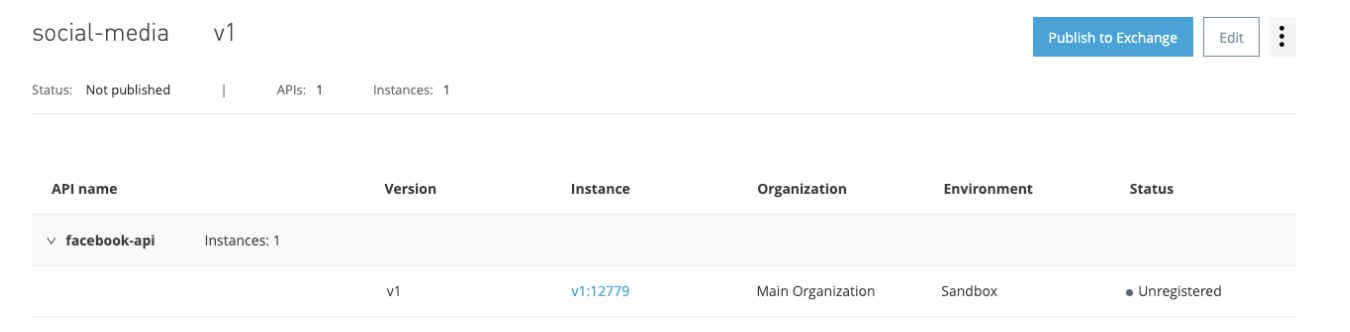 social-media v1 Publish to Exchange Edit
Status: Not published | APIs: 1 Instances: 1
API name Version Instance Organization Environment Status
facebook-api Instances: 1
v1 v1:12779 Main Organization Sandbox Unregistered